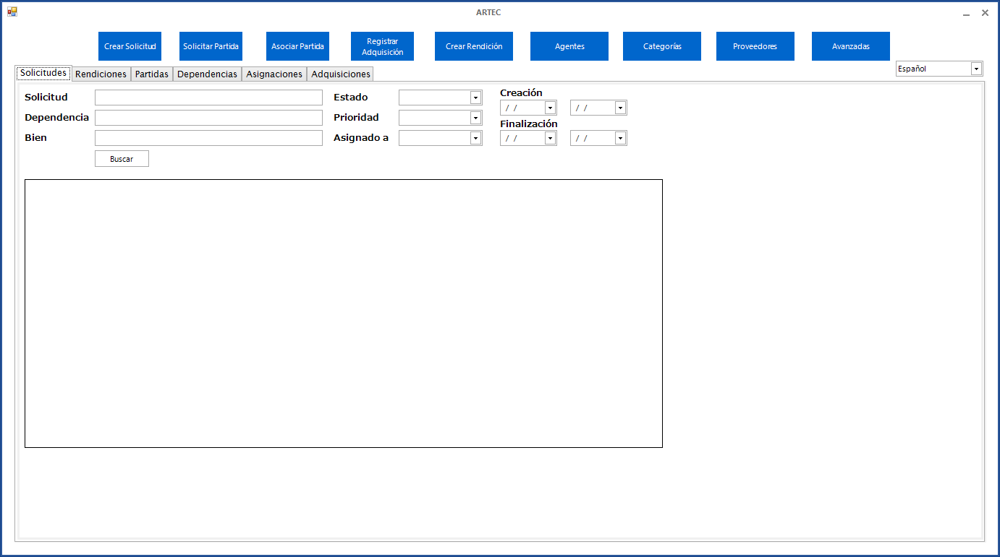 ARTEC
Crear Solicitud
Solicitar Partida
Asociar Partida
Registrar
Adquisición
Crear Rendición
Agentes
Categorías
Proveedores
Avanzadas
Español
Solicitudes
Rendiciones
Partidas
Dependencias
Asignaciones
Adquisiciones
Solicitud
Estado
Creación
/ /
/ /
Dependencia
Prioridad
Finalización
Bien
Asignado a
/ /
/ /
Buscar